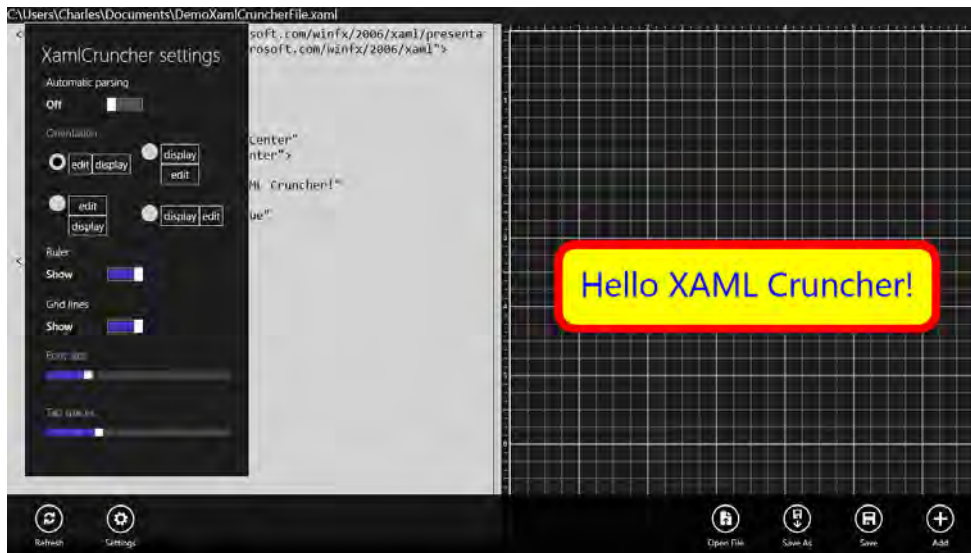 C:\Users\Charles\Documents\DemoXamlCruncherFile.xaml
soft.com/winfx/2006/xaml/presenta
rosoft.com/winfx/2006/xaml">
Center"
nter">
ML Cruncher!"
ue"
XamlCruncher settings
Automatic parsing
Off
Orientation
edit display
display
edit
edit
display
display edit
Ruler
Show
Grid lines
Show
Font size
Tab spaces
Hello XAML Cruncher!
Refresh
Settings
Open File
Save As
Save
Add